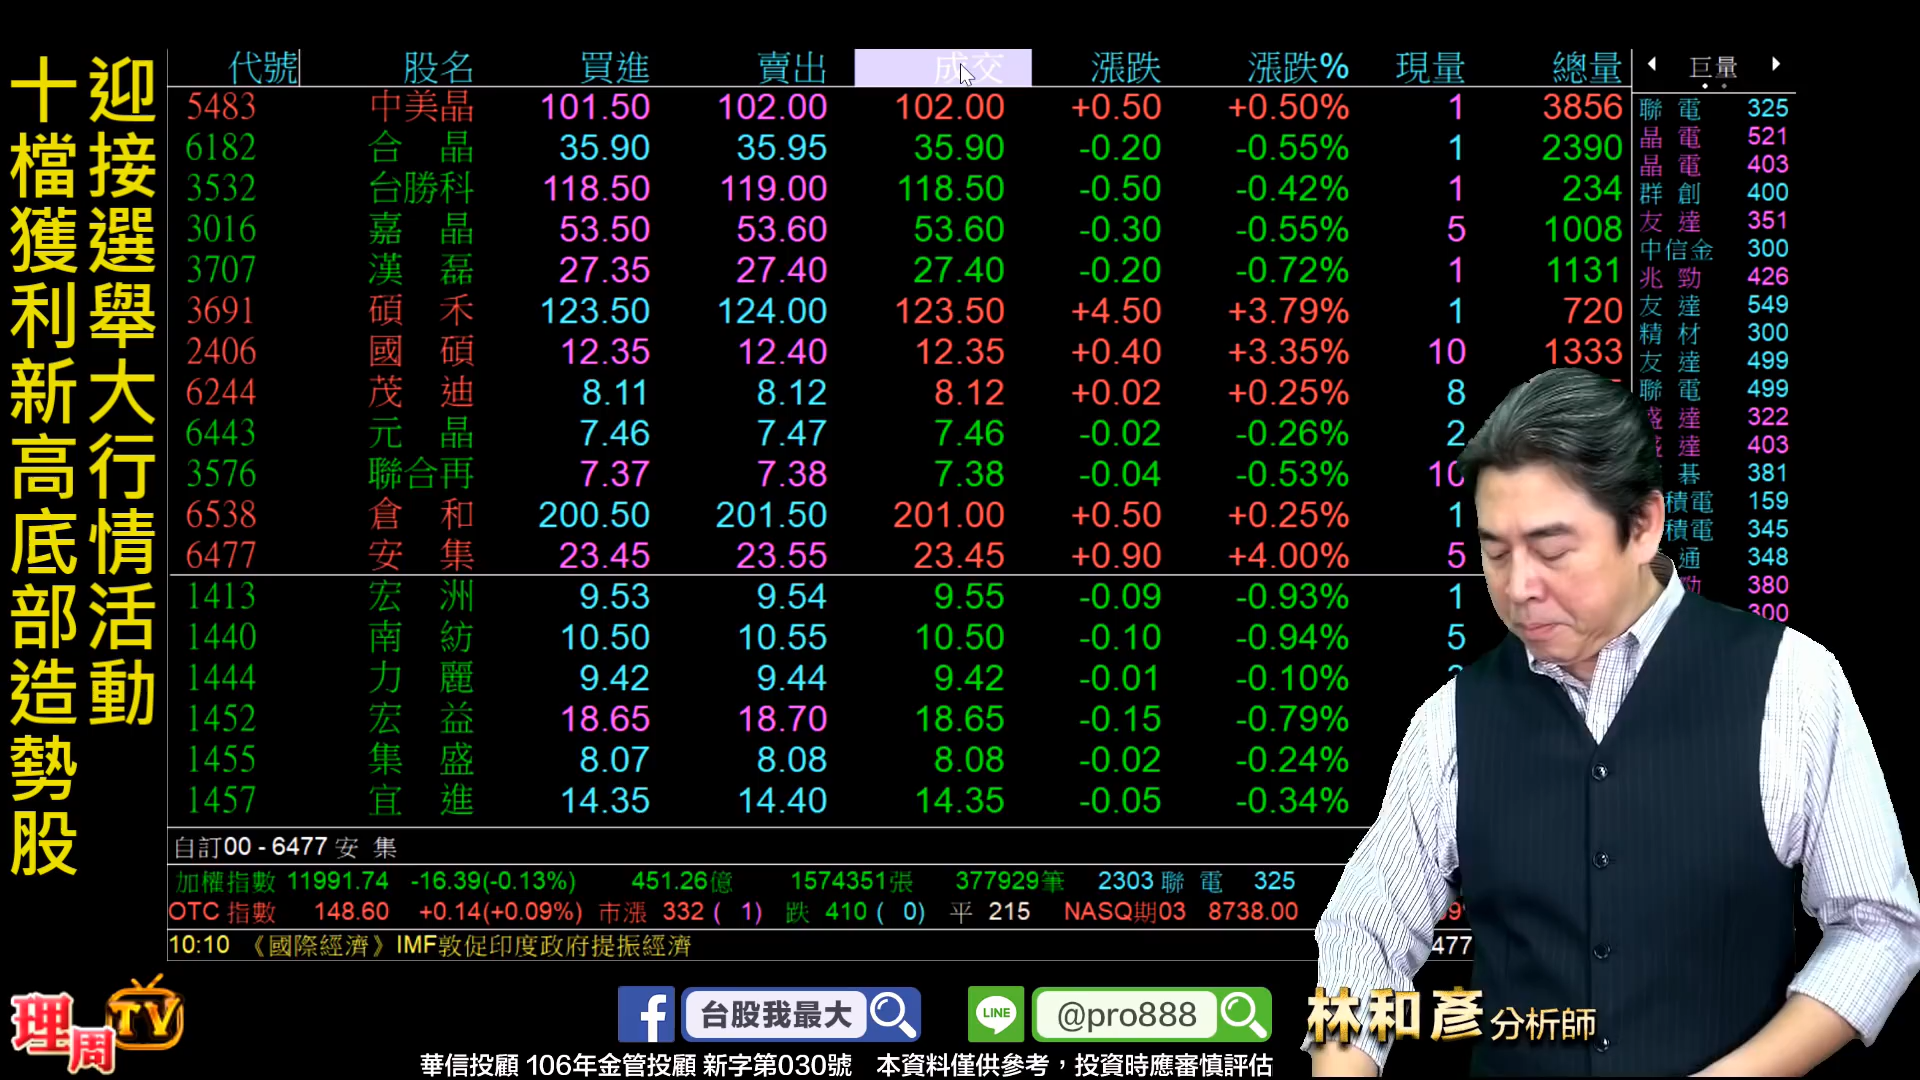 迎接選舉大行情活動
十檔獲利新高底部造勢股
代號 股名 買進 賣出 成交 漲跌 漲跌% 現量 總量
5483 中美晶 101.50 102.00 102.00 +0.50 +0.50% 1 3856
6182 合晶 35.90 35.95 35.90 -0.20 -0.55% 1 2390
3532 台勝科 118.50 119.00 118.50 -0.50 -0.42% 1 234
3016 嘉晶 53.50 53.60 53.60 -0.30 -0.55% 5 1008
3707 漢磊 27.35 27.40 27.40 -0.20 -0.72% 1 1131
3691 碩禾 123.50 124.00 123.50 +4.50 +3.79% 1 720
2406 國碩 12.35 12.40 12.35 +0.40 +3.35% 10 1333
6244 茂迪 8.11 8.12 8.12 +0.02 +0.25% 8
6443 元晶 7.46 7.47 7.46 -0.02 -0.26% 2
3576 聯合再 7.37 7.38 7.38 -0.04 -0.53% 10
6538 倉和 200.50 201.50 201.00 +0.50 +0.25% 1
6477 安集 23.45 23.55 23.45 +0.90 +4.00% 5
1413 宏洲 9.53 9.54 9.55 -0.09 -0.93% 1
1440 南紡 10.50 10.55 10.50 -0.10 -0.94% 5
1444 力麗 9.42 9.44 9.42 -0.01 -0.10%
1452 宏益 18.65 18.70 18.65 -0.15 -0.79%
1455 集盛 8.07 8.08 8.08 -0.02 -0.24%
1457 宜進 14.35 14.40 14.35 -0.05 -0.34%
巨量
聯電 325
晶電 521
晶電 403
群創 400
友達 351
中信金 300
兆勁 426
友達 549
精材 300
友達 499
聯電 499
達 322
達 403
碁 381
積電 159
積電 345
通 348
勁 380
300
自訂00 - 6477 安集
加權指數 11991.74 -16.39(-0.13%) 451.26億 1574351張 377929筆 2303 聯電 325
OTC 指數 148.60 +0.14(+0.09%) 市漲 332 ( 1) 跌 410 ( 0) 平 215 NASQ期03 8738.00
10:10 《國際經濟》IMF敦促印度政府提振經濟 477
理周TV
台股我最大
LINE @pro888
林和彥 分析師
華信投顧 106年金管投顧 新字第030號 本資料僅供參考，投資時應審慎評估